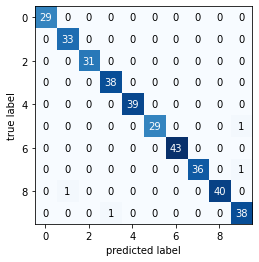 0
29 0 0 0 0 0 0 0 0 0
0 33 0 0 0 0 0 0 0 0
2
0 0 31 0 0 0 0 0 0 0
0 0 0 38 0 0 0 0 0 0
4
0 0 0 0 39 0 0 0 0 0
0 0 0 0 0 29 0 0 0 1
6
0 0 0 0 0 0 43 0 0 0
0 0 0 0 0 0 0 36 0 1
8
0 1 0 0 0 0 0 0 40 0
0 0 0 1 0 0 0 0 0 38
true label
0 2 4 6 8
predicted label